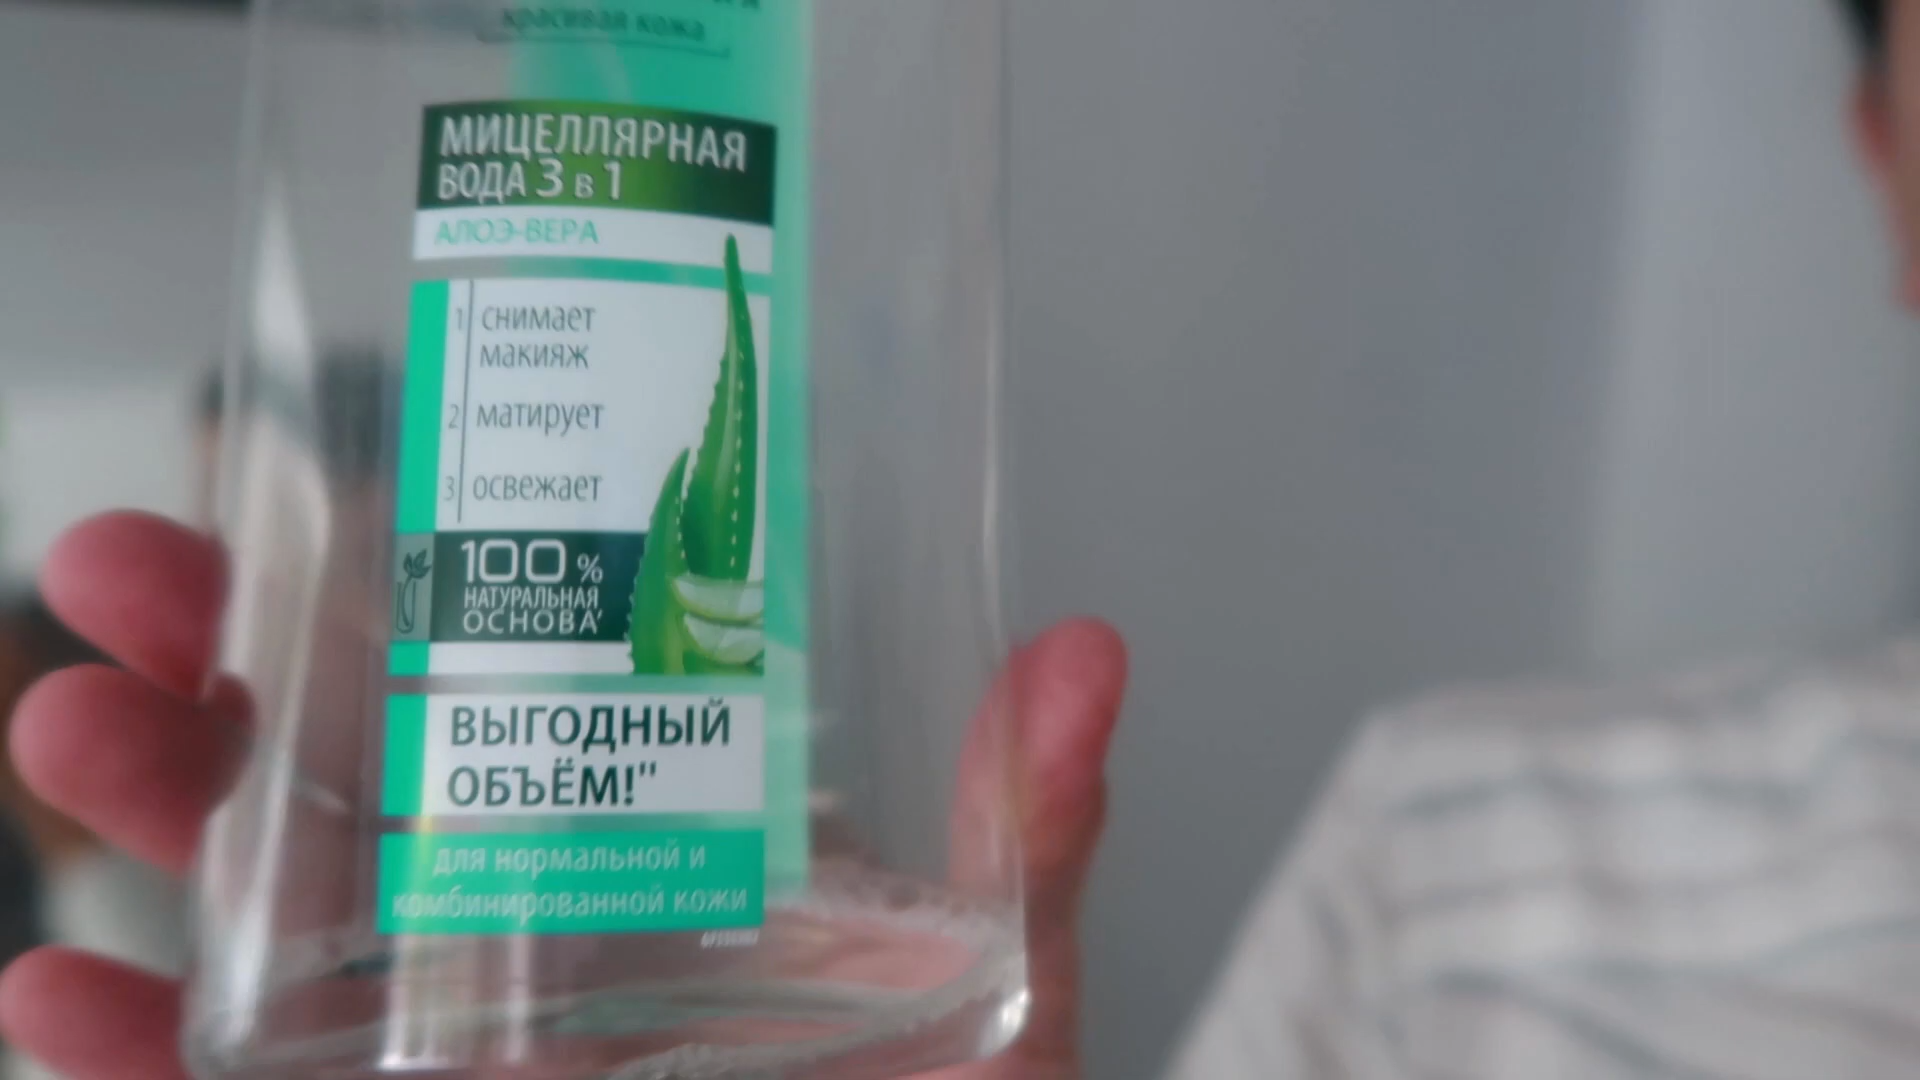 красивая кожа
МИЦЕЛЛЯРНАЯ
ВОДА 3 в 1
АЛОЭ-ВЕРА
1 снимает
макияж
2 матирует
3 освежает
100 %
НАТУРАЛЬНАЯ
ОСНОВА*
ВЫГОДНЫЙ
ОБЪЁМ!"
для нормальной и
комбинированной кожи